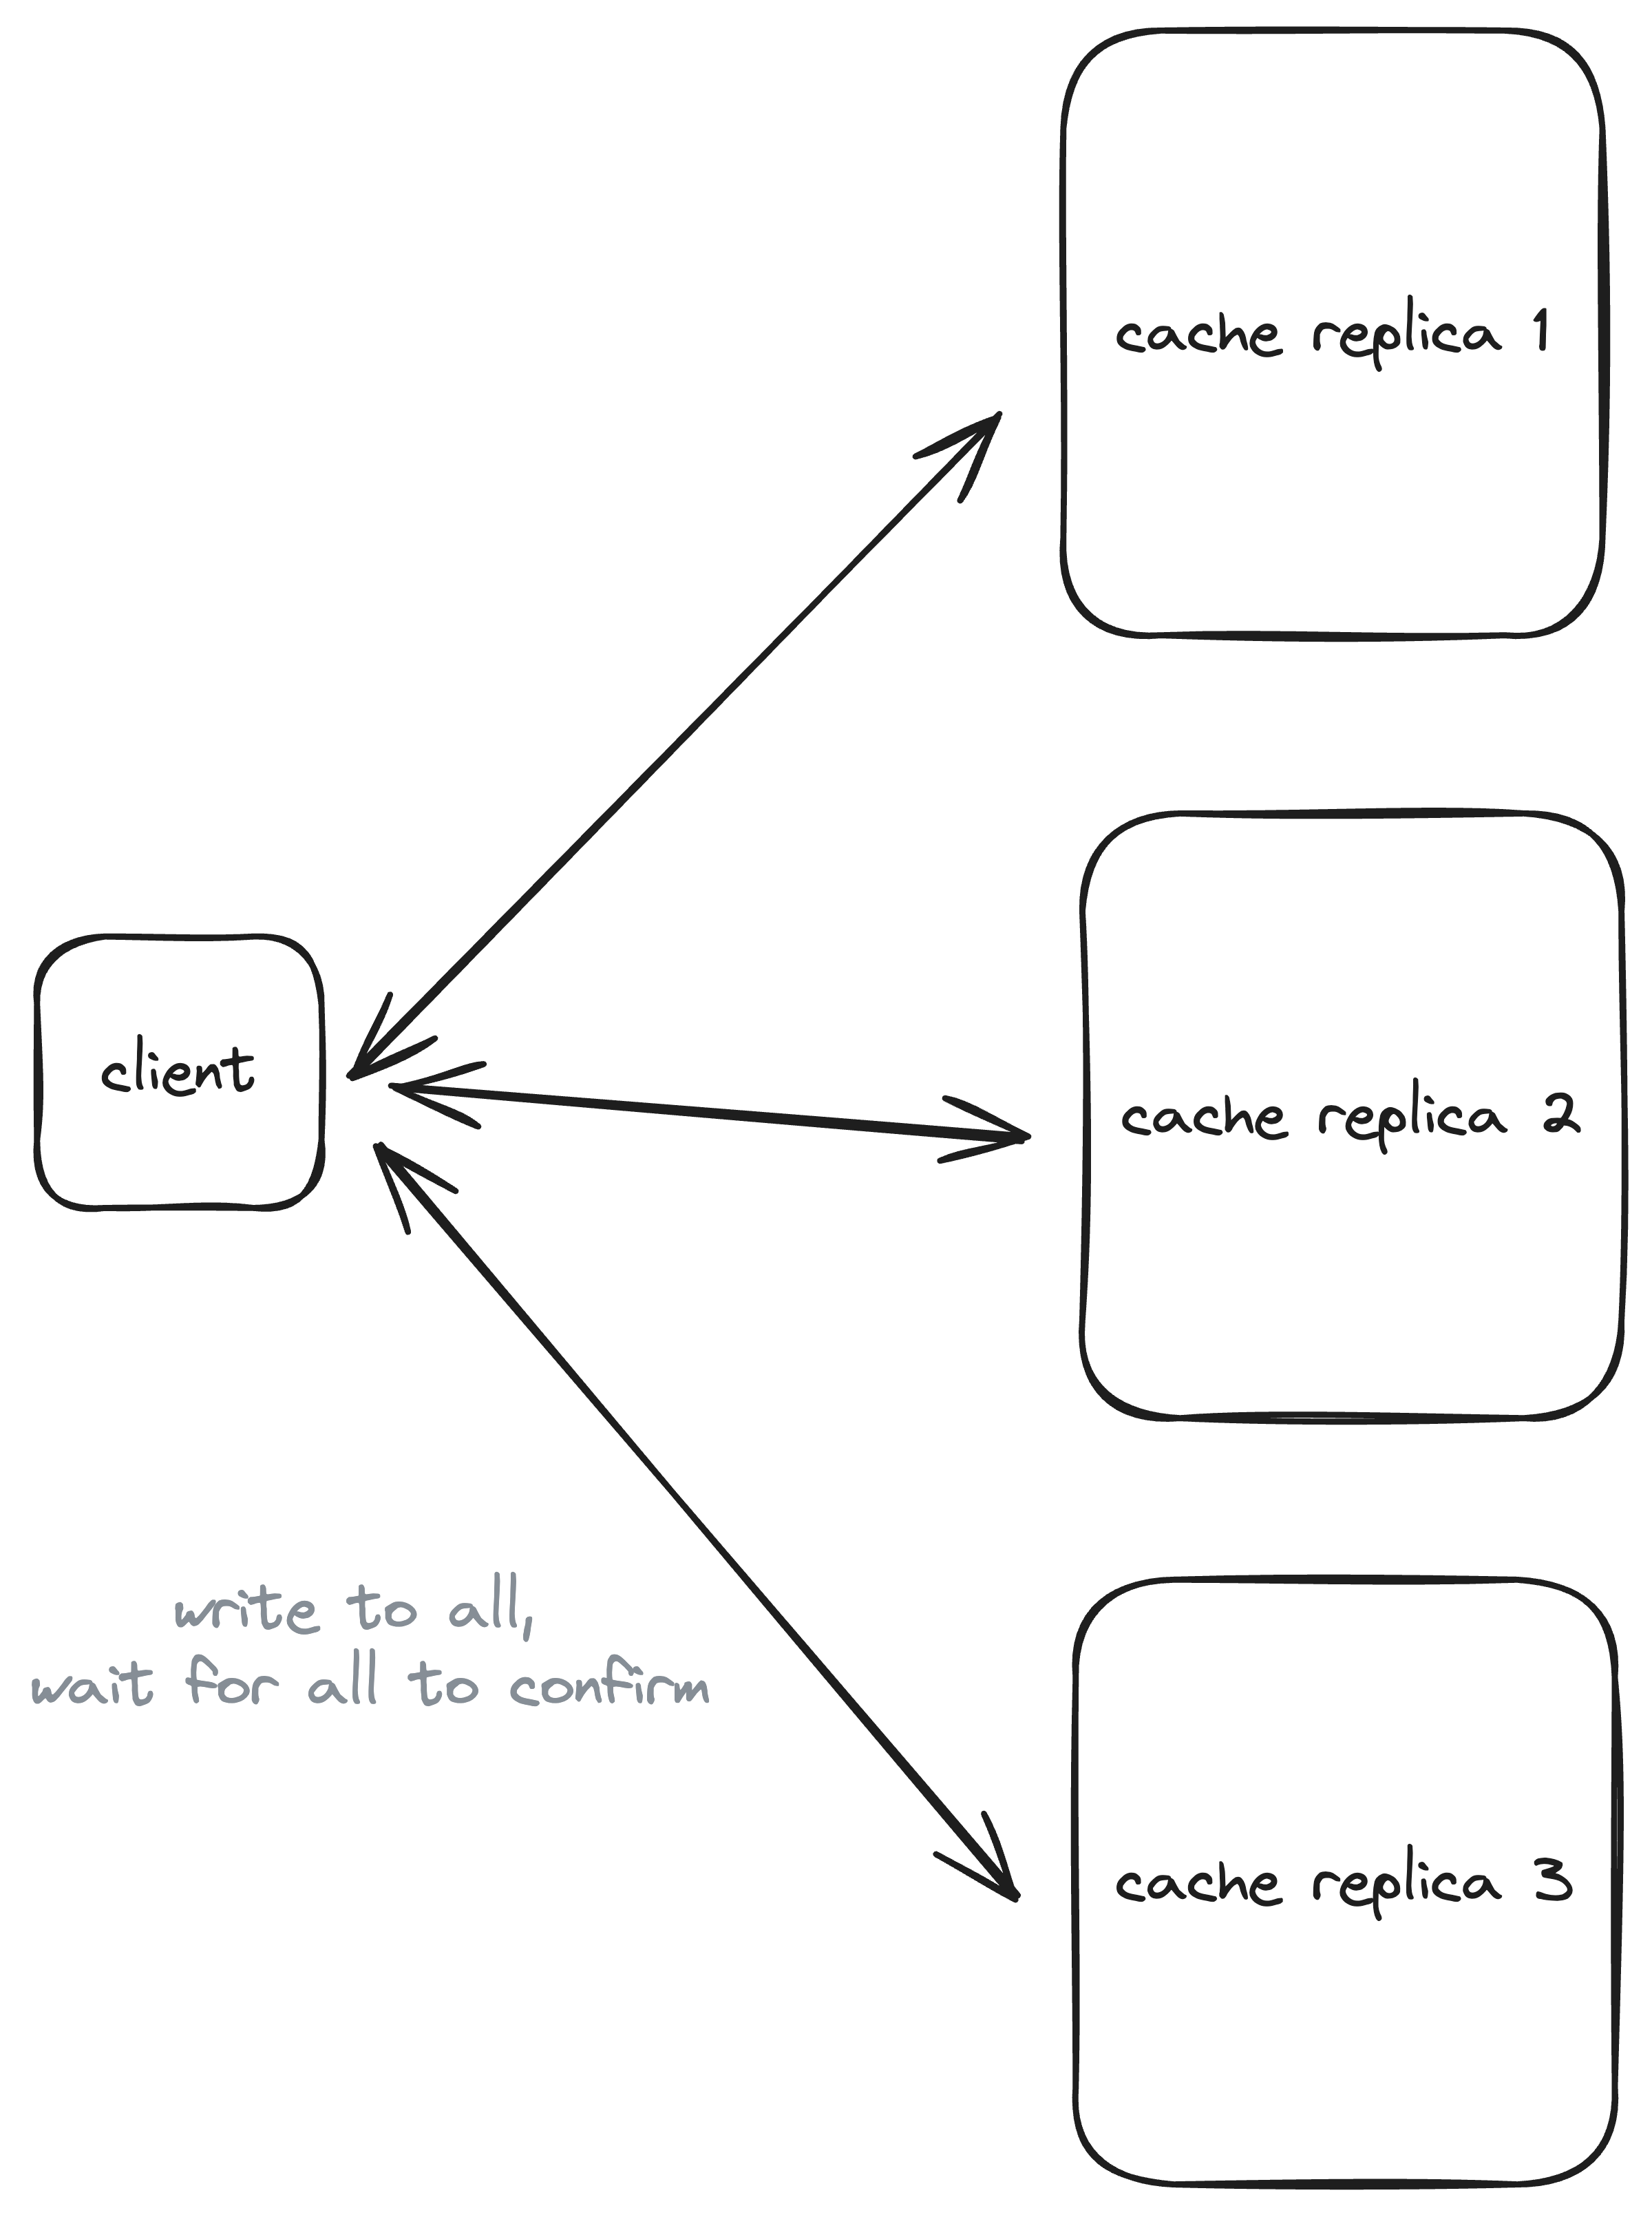 cache replica 1
client
cache replica 2
write to all,
wait for all to confirm
cache replica 3